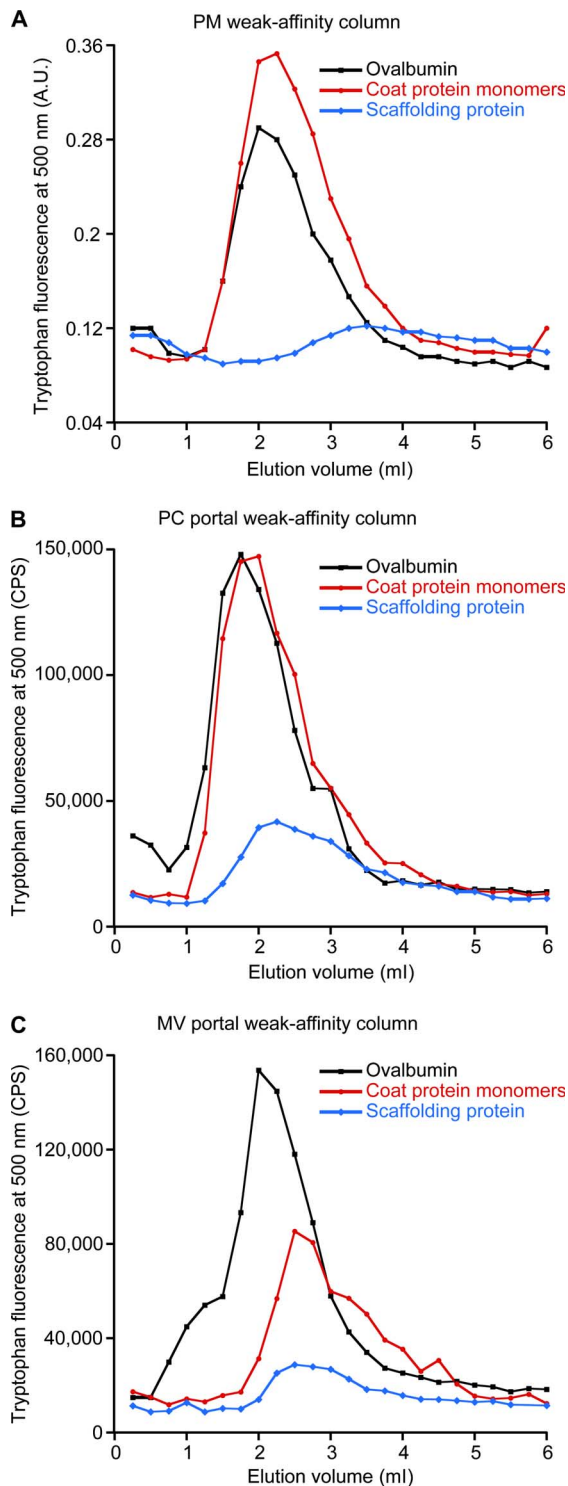 A
PM weak-affinity column
Tryptophan fluorescence at 500 nm (A.U.)
0.36
0.28
0.2
0.12
0.04
Ovalbumin
Coat protein monomers
Scaffolding protein
0 1 2 3 4 5 6
Elution volume (ml)
B
PC portal weak-affinity column
Tryptophan fluorescence at 500 nm (CPS)
150,000
100,000
50,000
0
Ovalbumin
Coat protein monomers
Scaffolding protein
0 1 2 3 4 5 6
Elution volume (ml)
C
MV portal weak-affinity column
Tryptophan fluorescence at 500 nm (CPS)
160,000
120,000
80,000
40,000
0
Ovalbumin
Coat protein monomers
Scaffolding protein
0 1 2 3 4 5 6
Elution volume (ml)